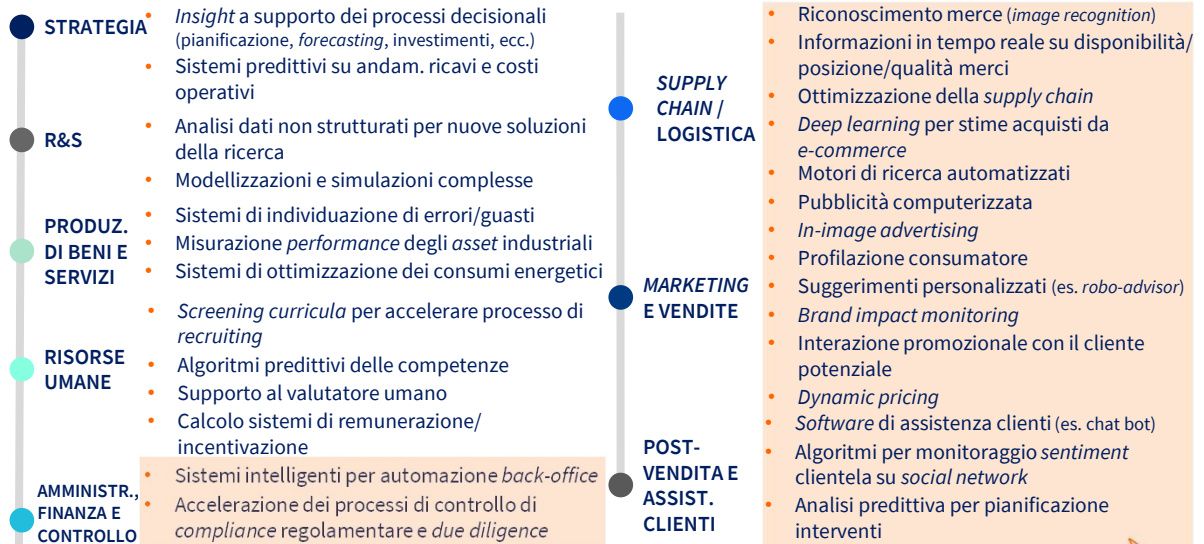 STRATEGIA
• Insight a supporto dei processi decisionali
(pianificazione, forecasting, investimenti, ecc.)
• Sistemi predittivi su andam. ricavi e costi
operativi
R&S
• Analisi dati non strutturati per nuove soluzioni
della ricerca
• Modellizzazioni e simulazioni complesse
PRODUZ.
DI BENI E
SERVIZI
• Sistemi di individuazione di errori/guasti
• Misurazione performance degli asset industriali
• Sistemi di ottimizzazione dei consumi energetici
RISORSE
UMANE
• Screening curricula per accelerare processo di
recruiting
• Algoritmi predittivi delle competenze
• Supporto al valutatore umano
• Calcolo sistemi di remunerazione/
incentivazione
AMMINISTR.,
FINANZA E
CONTROLLO
• Sistemi intelligenti per automazione back-office
• Accelerazione dei processi di controllo di
compliance regolamentare e due diligence
SUPPLY
CHAIN /
LOGISTICA
• Riconoscimento merce (image recognition)
• Informazioni in tempo reale su disponibilità/
posizione/qualità merci
• Ottimizzazione della supply chain
• Deep learning per stime acquisti da
e-commerce
MARKETING
E VENDITE
• Motori di ricerca automatizzati
• Pubblicità computerizzata
• In-image advertising
• Profilazione consumatore
• Suggerimenti personalizzati (es. robo-advisor)
• Brand impact monitoring
• Interazione promozionale con il cliente
potenziale
• Dynamic pricing
POST-
VENDITA E
ASSIST.
CLIENTI
• Software di assistenza clienti (es. chat bot)
• Algoritmi per monitoraggio sentiment
clientela su social network
• Analisi predittiva per pianificazione
interventi